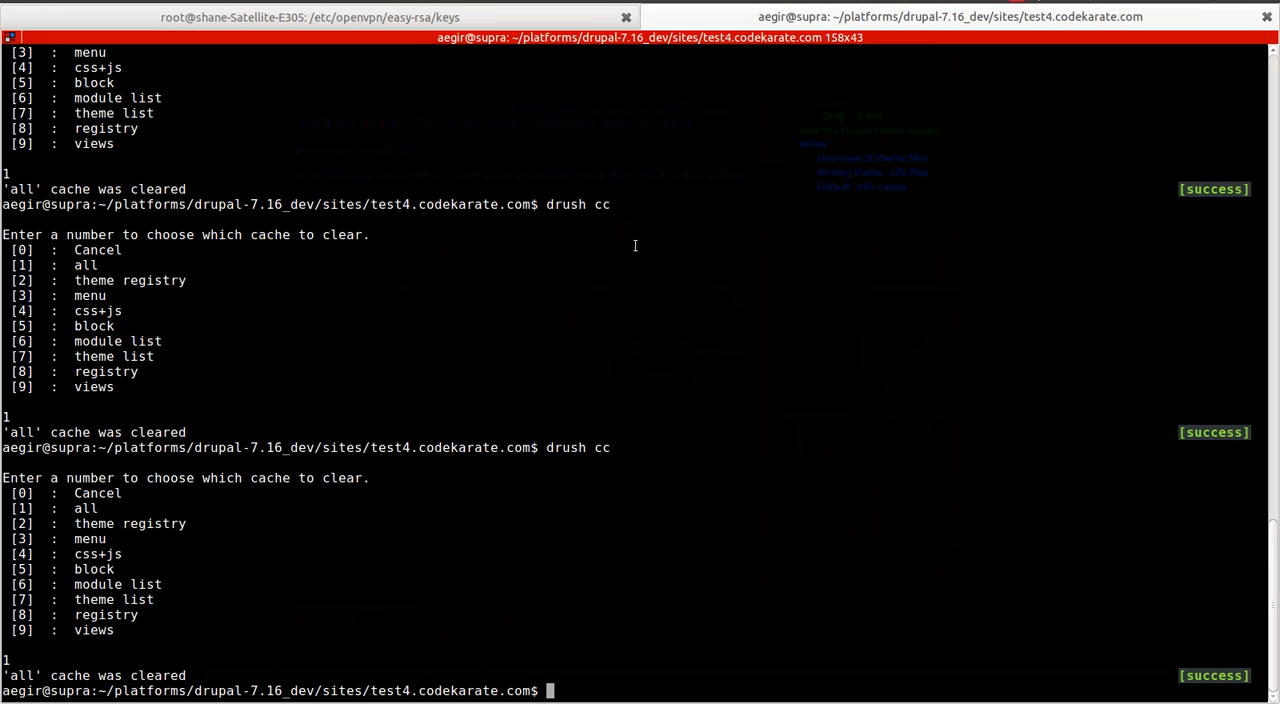 root@shane-Satellite-E305: /etc/openvpn/easy-rsa/keys
aegir@supra: ~/platforms/drupal-7.16_dev/sites/test4.codekarate.com
aegir@supra: ~/platforms/drupal-7.16_dev/sites/test4.codekarate.com 158x43
[3] : menu
[4] : css+js
[5] : block
[6] : module list
[7] : theme list
[8] : registry
[9] : views
1
'all' cache was cleared [success]
aegir@supra:~/platforms/drupal-7.16_dev/sites/test4.codekarate.com$ drush cc
Enter a number to choose which cache to clear.
[0] : Cancel
[1] : all
[2] : theme registry
[3] : menu
[4] : css+js
[5] : block
[6] : module list
[7] : theme list
[8] : registry
[9] : views
1
'all' cache was cleared [success]
aegir@supra:~/platforms/drupal-7.16_dev/sites/test4.codekarate.com$ drush cc
Enter a number to choose which cache to clear.
[0] : Cancel
[1] : all
[2] : theme registry
[3] : menu
[4] : css+js
[5] : block
[6] : module list
[7] : theme list
[8] : registry
[9] : views
1
'all' cache was cleared [success]
aegir@supra:~/platforms/drupal-7.16_dev/sites/test4.codekarate.com$